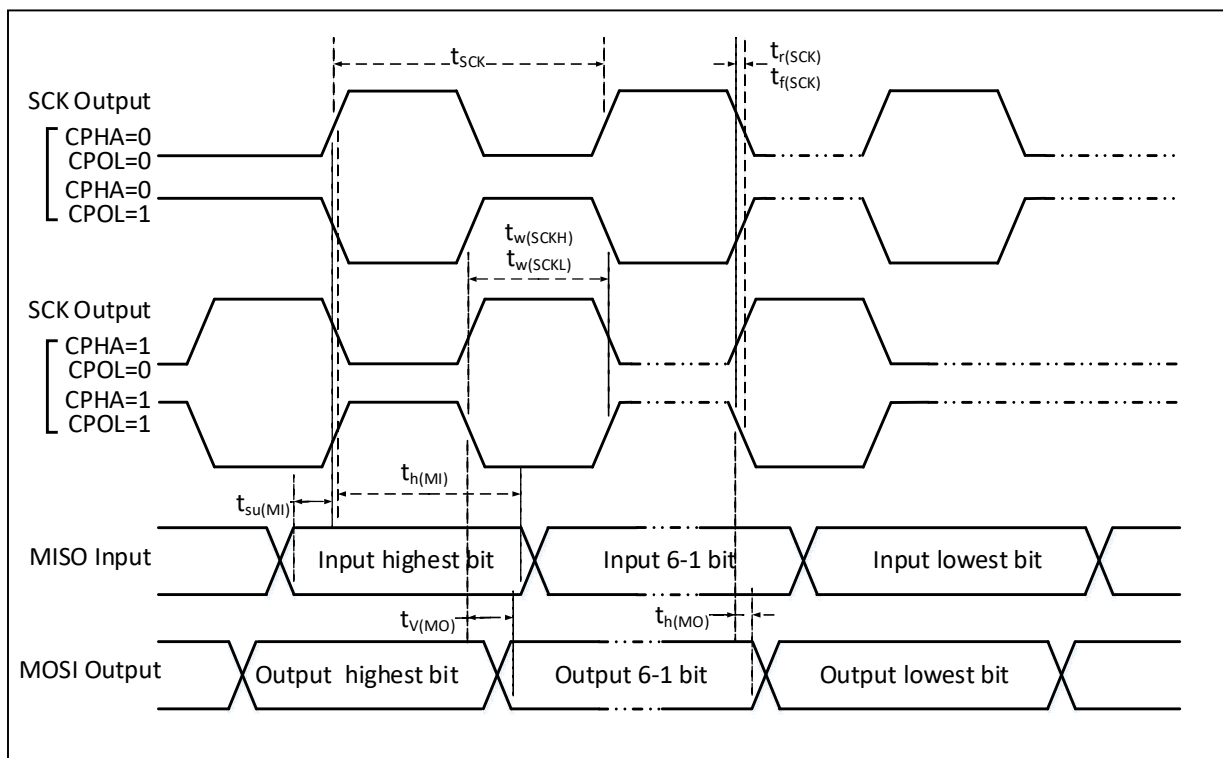 tSCK
tr(SCK)
tf(SCK)
SCK Output
CPHA=0
CPOL=0
CPHA=0
CPOL=1
tw(SCKH)
tw(SCKL)
SCK Output
CPHA=1
CPOL=0
CPHA=1
CPOL=1
th(MI)
tsu(MI)
MISO Input
Input highest bit
Input 6-1 bit
Input lowest bit
tV(MO)
th(MO)
MOSI Output
Output highest bit
Output 6-1 bit
Output lowest bit